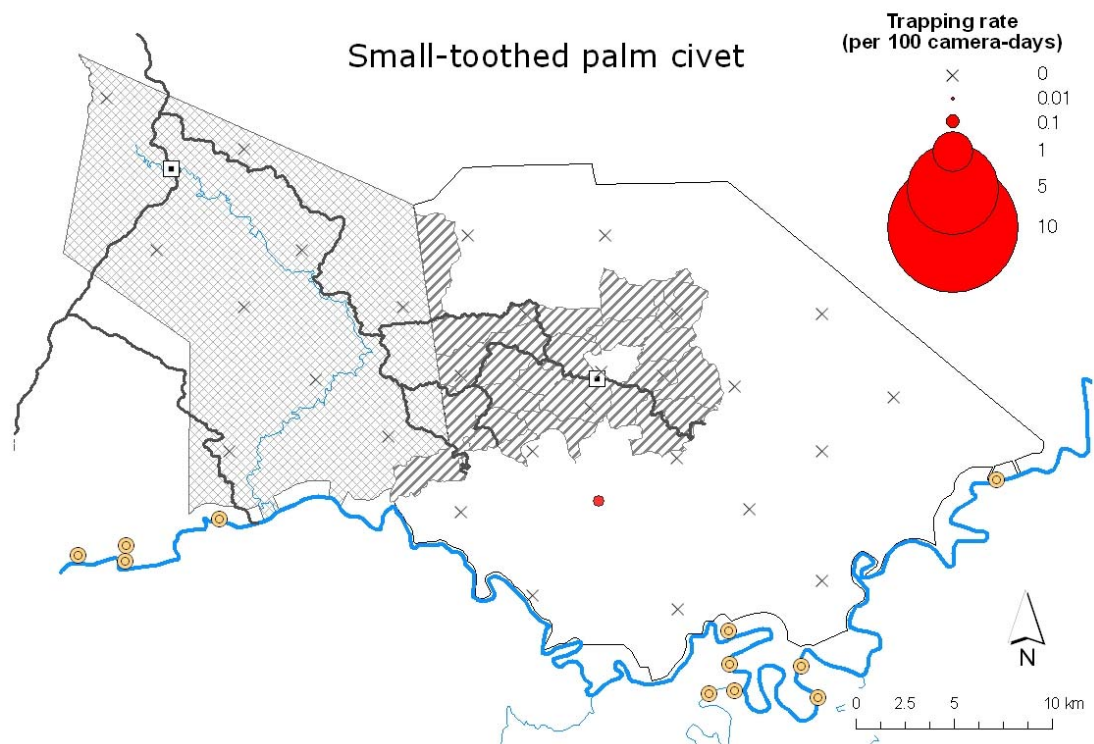 Small-toothed palm civet
Trapping rate
(per 100 camera-days)
0
0.01
0.1
1
5
10
N
0 2.5 5 10 km